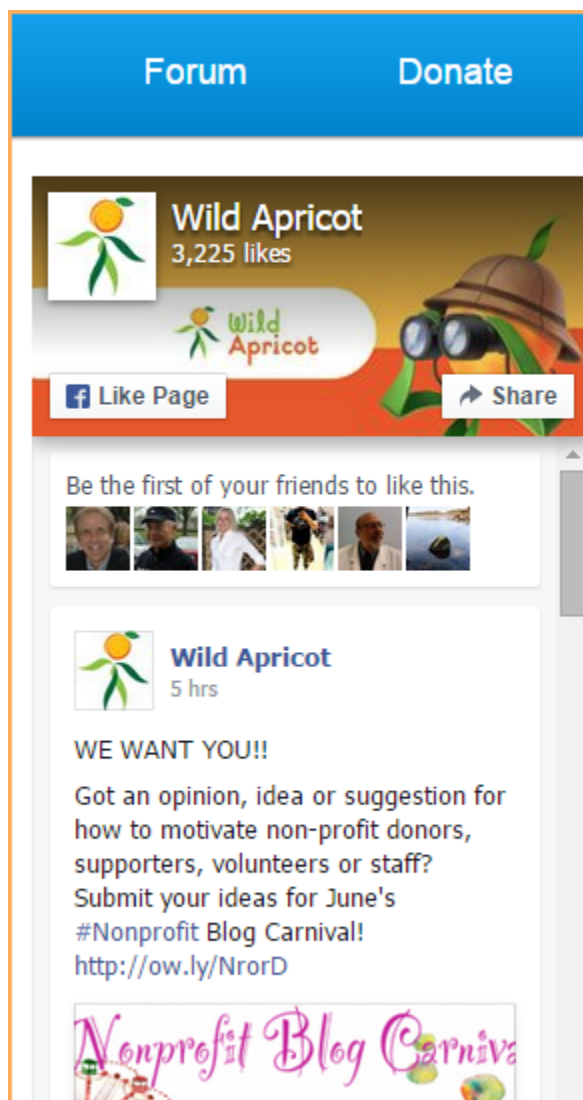 Forum Donate
Wild Apricot
3,225 likes
Wild
Apricot
Like Page Share
Be the first of your friends to like this.
Wild Apricot
5 hrs
WE WANT YOU!!
Got an opinion, idea or suggestion for
how to motivate non-profit donors,
supporters, volunteers or staff?
Submit your ideas for June's
#Nonprofit Blog Carnival!
http://ow.ly/NrorD
Nonprofit Blog Carniva